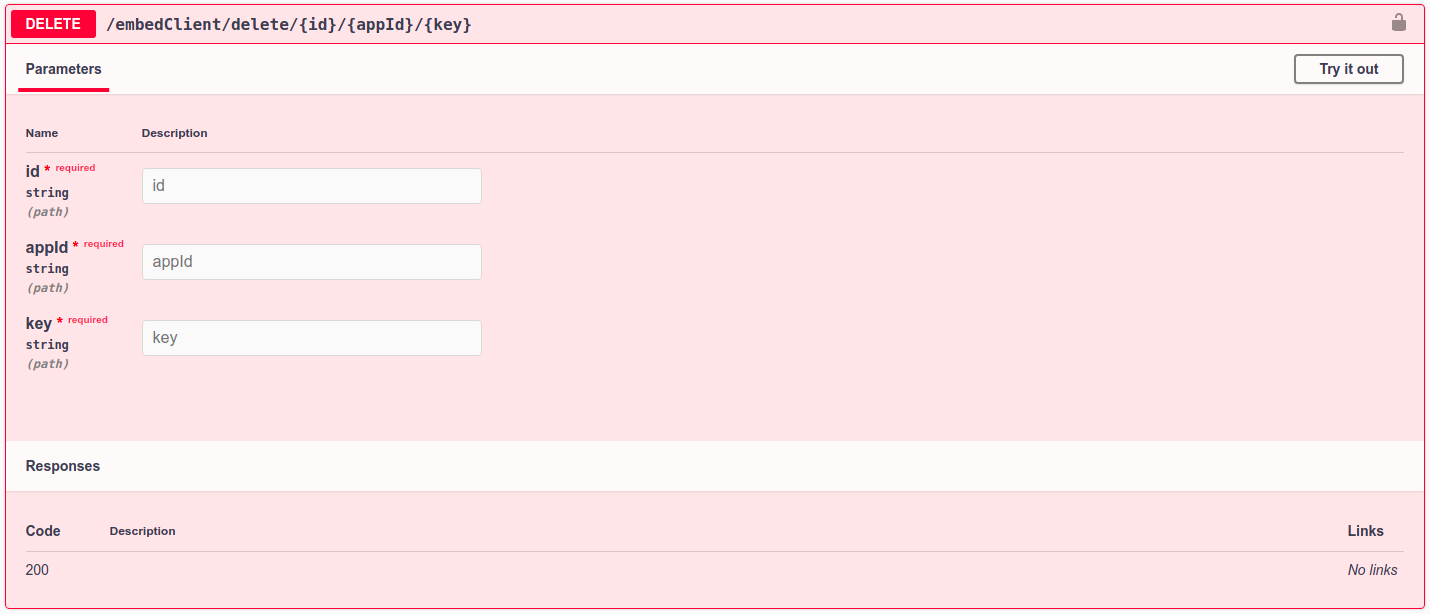 DELETE /embedClient/delete/{id}/{appId}/{key}
Parameters Try it out
Name Description
id * required
string
(path)
id
appId * required
string
(path)
appId
key * required
string
(path)
key
Responses
Code Description Links
200 No links